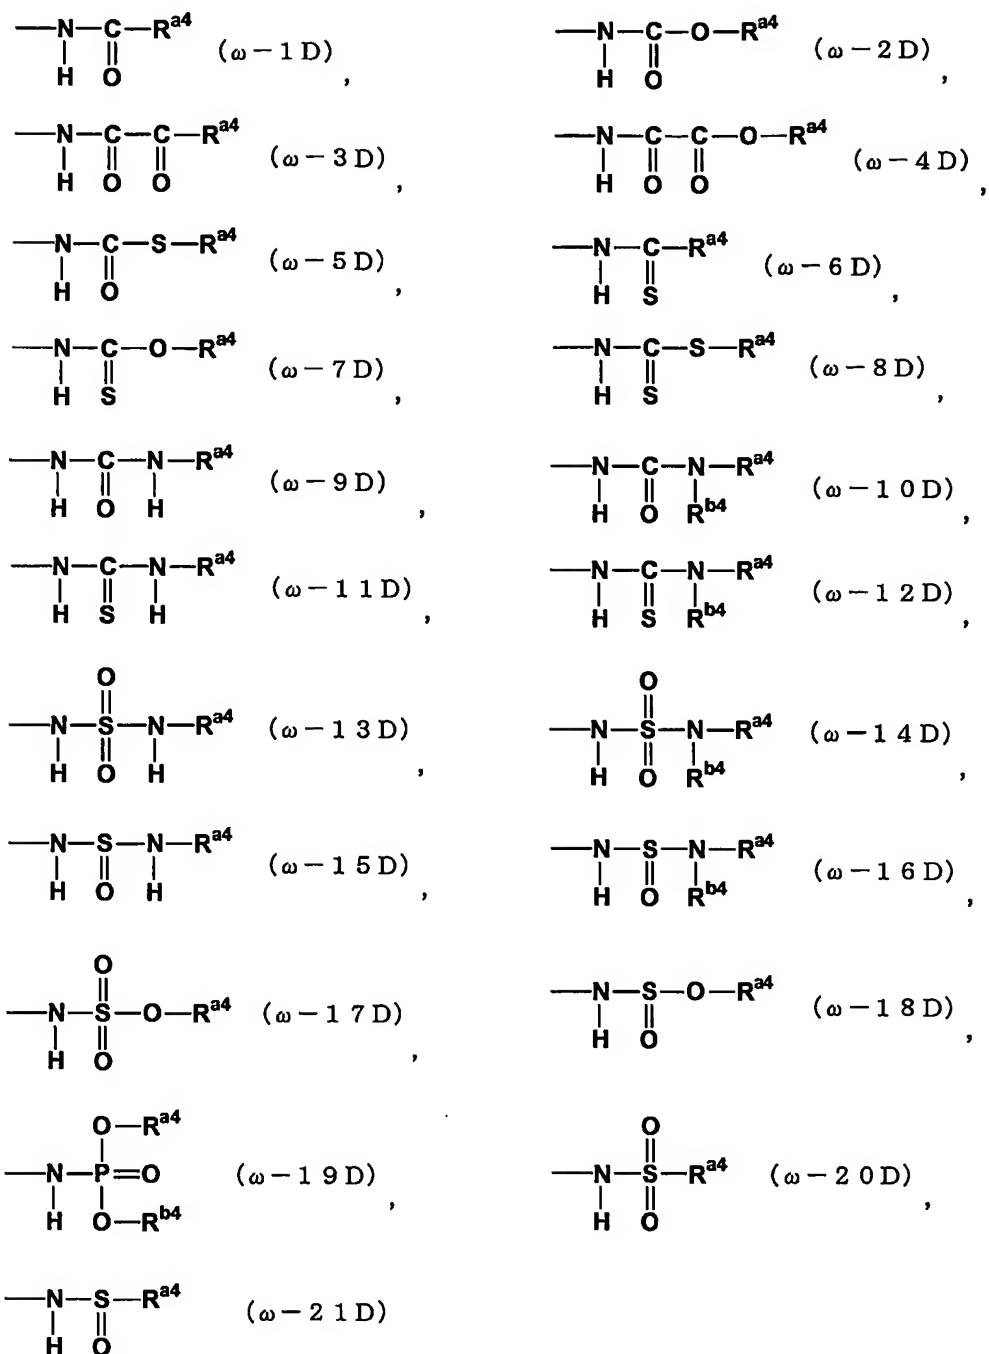 —N—C—R^a4 (ω－1D),
H O
—N—C—O—R^a4 (ω－2D),
H O
—N—C—C—R^a4 (ω－3D),
H O O
—N—C—C—O—R^a4 (ω－4D),
H O O
—N—C—S—R^a4 (ω－5D),
H O
—N—C—R^a4 (ω－6D),
H S
—N—C—O—R^a4 (ω－7D),
H S
—N—C—S—R^a4 (ω－8D),
H S
—N—C—N—R^a4 (ω－9D),
H O H
—N—C—N—R^a4 (ω－10D),
H O R^b4
—N—C—N—R^a4 (ω－11D),
H S H
—N—C—N—R^a4 (ω－12D),
H S R^b4
O
—N—S—N—R^a4 (ω－13D),
H O H
O
—N—S—N—R^a4 (ω－14D),
H O R^b4
—N—S—N—R^a4 (ω－15D),
H O H
—N—S—N—R^a4 (ω－16D),
H O R^b4
O
—N—S—O—R^a4 (ω－17D),
H O
—N—S—O—R^a4 (ω－18D),
H O
O—R^a4
—N—P=O (ω－19D),
H O—R^b4
O
—N—S—R^a4 (ω－20D),
H O
—N—S—R^a4 (ω－21D)
H O